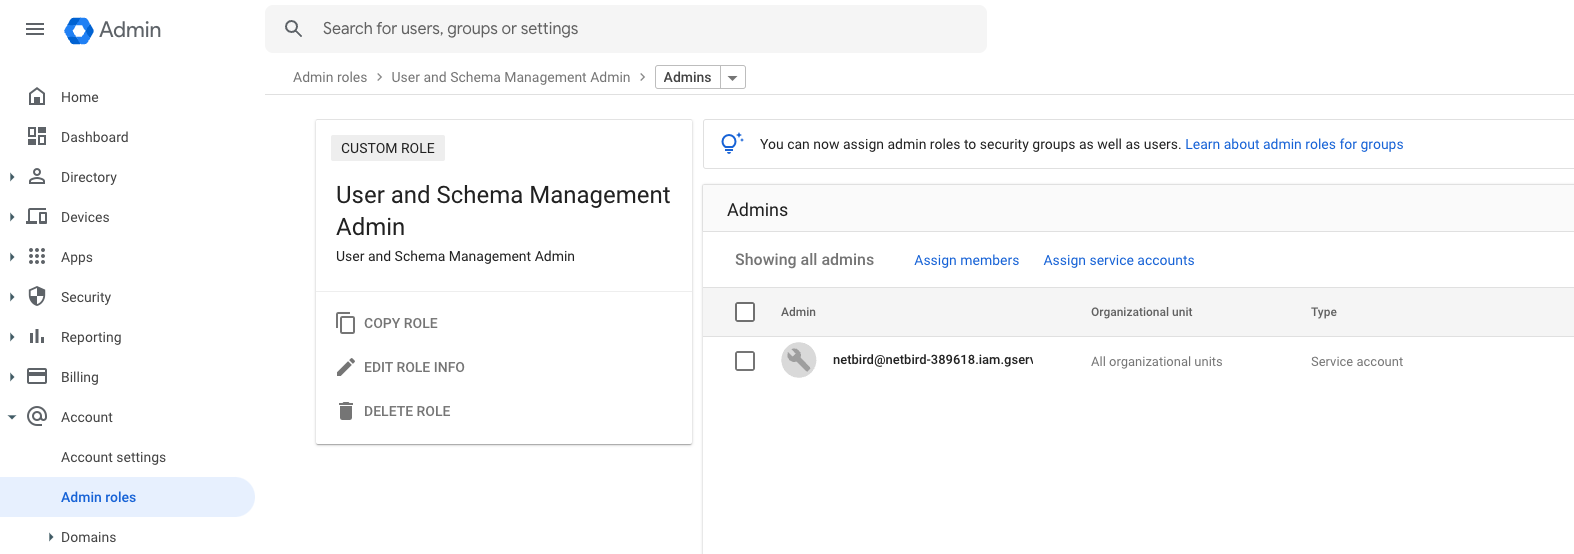 Admin
Search for users, groups or settings
Admin roles > User and Schema Management Admin > Admins
Home
Dashboard
Directory
Devices
Apps
Security
Reporting
Billing
Account
Account settings
Admin roles
Domains
CUSTOM ROLE
User and Schema Management
Admin
User and Schema Management Admin
COPY ROLE
EDIT ROLE INFO
DELETE ROLE
You can now assign admin roles to security groups as well as users. Learn about admin roles for groups
Admins
Showing all admins Assign members Assign service accounts
Admin Organizational unit Type
netbird@netbird-389618.iam.gserv All organizational units Service account